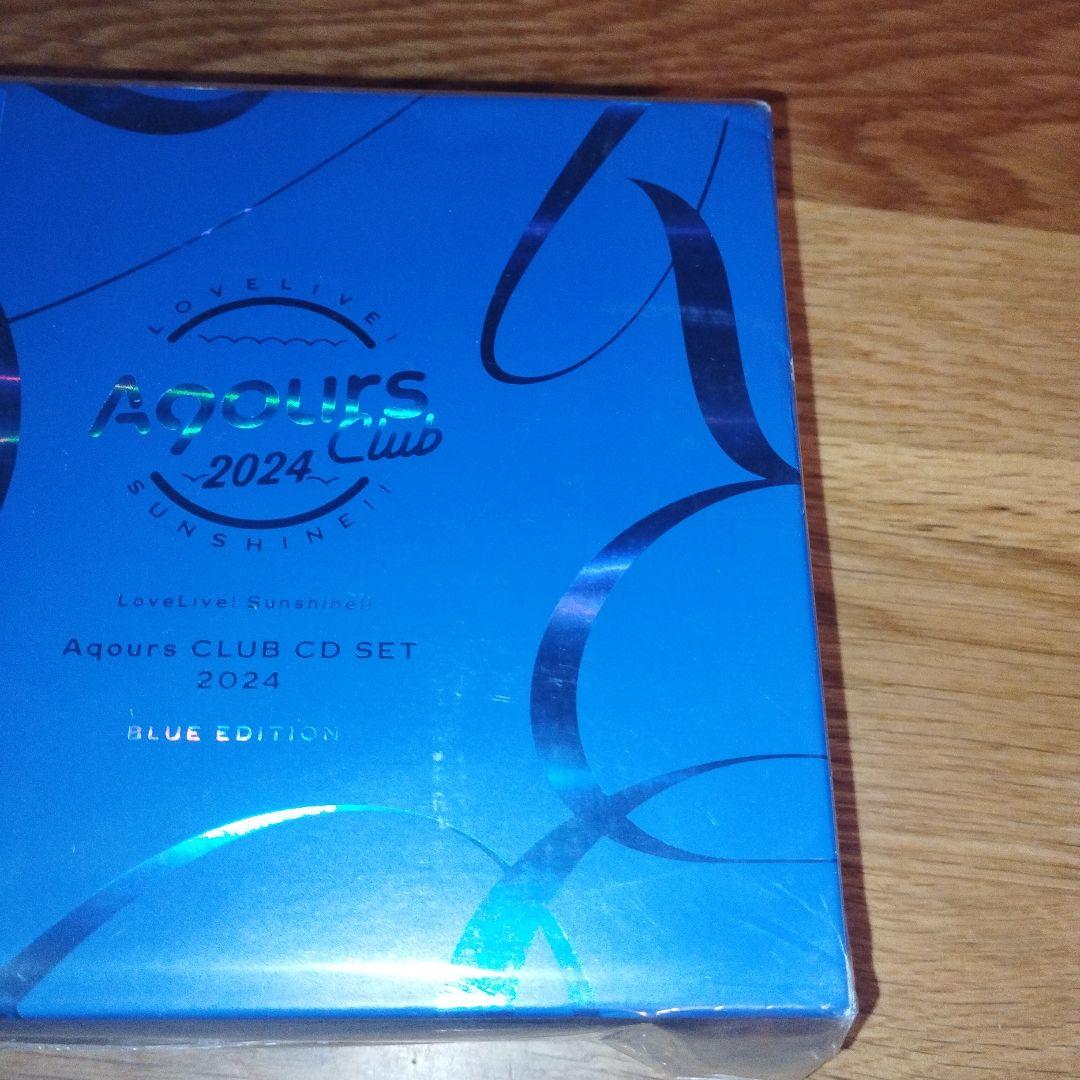 LOVELIVE!
Aqours
Club
2024
SUNSHINE!!
LoveLive! Sunshine!!
Aqours CLUB CD SET
2024
BLUE EDITION